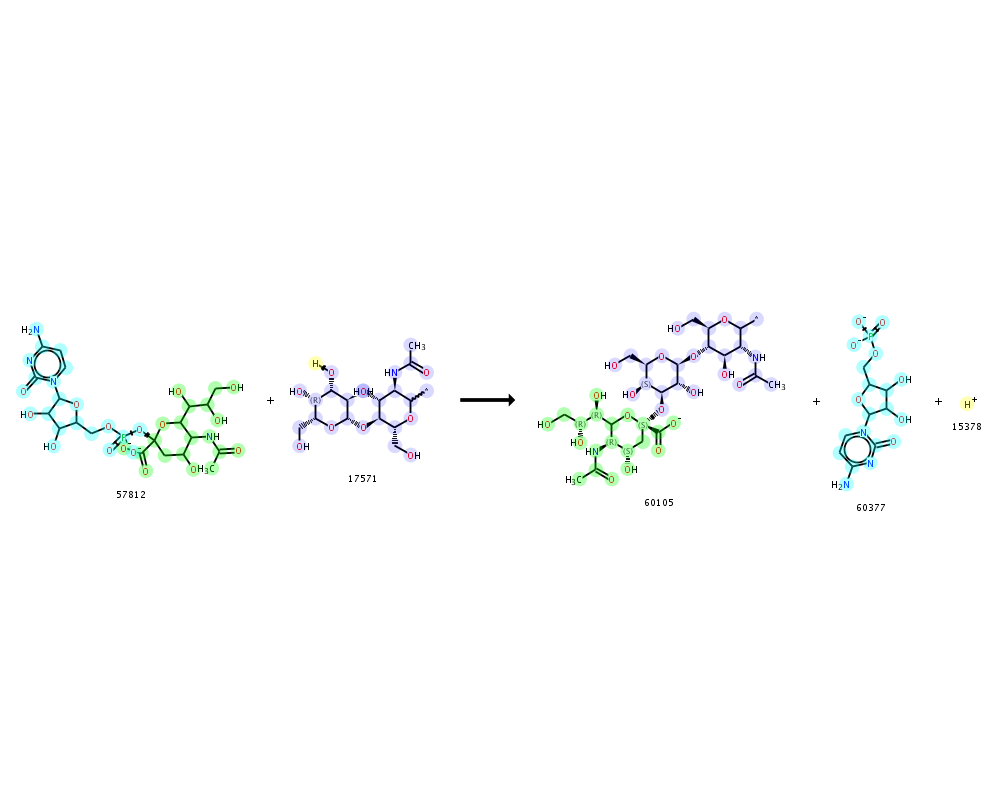 H₂N
N
O
N
O
HO
HO
O
P
O
O⁻
O
O⁻
O
O
HO
OH
OH
NH
O
H₃C
OH
57812
+
H
O
HO
(R)
OH
O
O
HO
CH₃
O
HN
*
O
OH
17571
HO
O
*
O
NH
O
CH₃
OH
HO
O
HO
(S)
OH
O
OH
HO
(R)
(R)
OH
O
(S)
O⁻
O
HN
(R)
(S)
OH
H₃C
O
60105
+
O⁻
O
O⁻
P
O
OH
O
OH
N
O
N
H₂N
60377
+
H⁺
15378